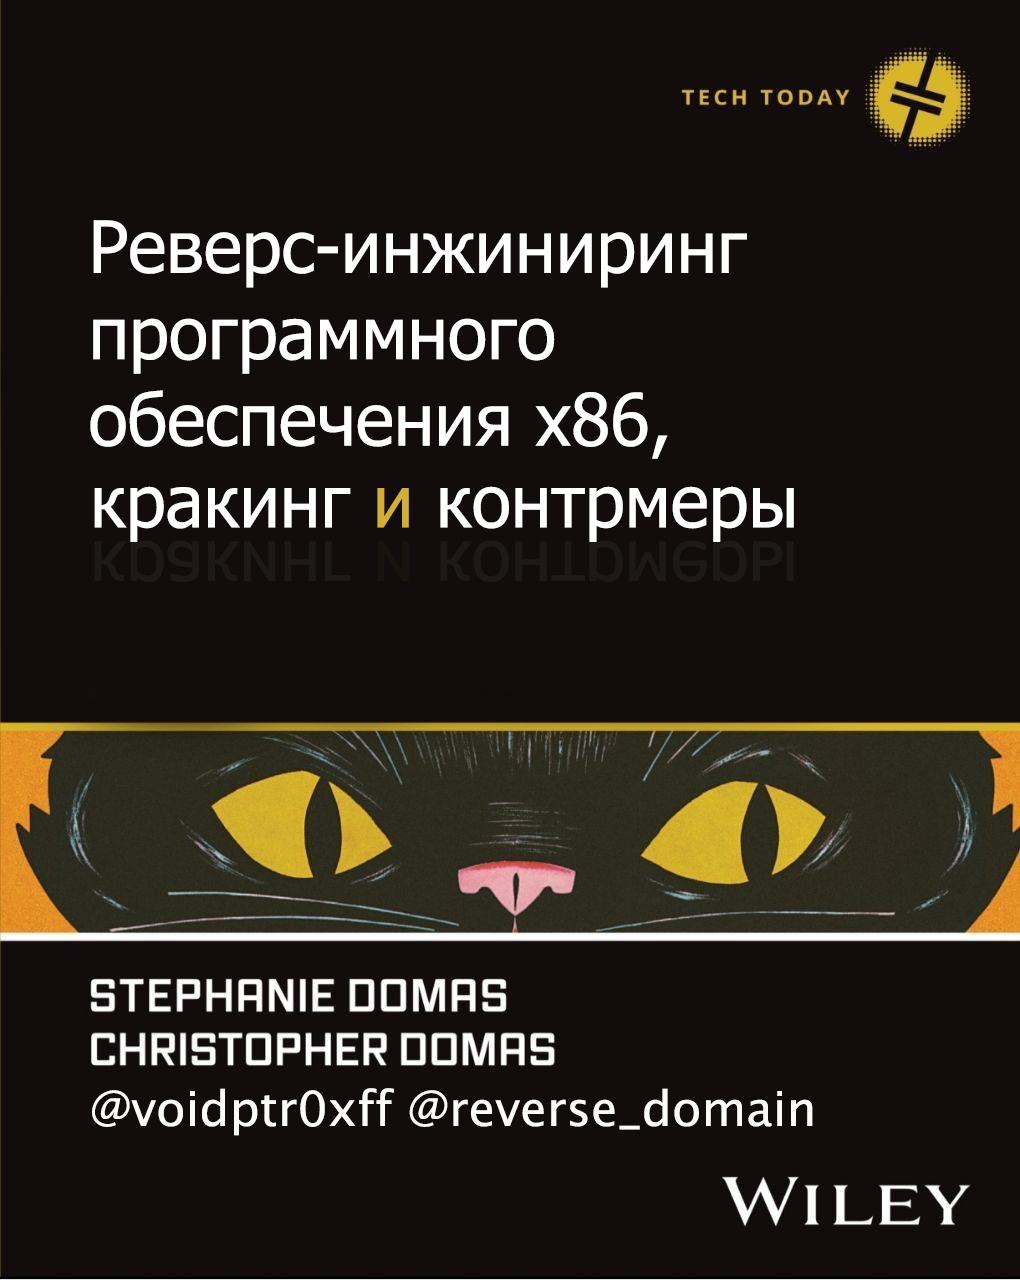 TECH TODAY
Реверс-инжиниринг
программного
обеспечения x86,
кракинг и контрмеры
STEPHANIE DOMAS
CHRISTOPHER DOMAS
@voidptr0xff @reverse_domain
WILEY